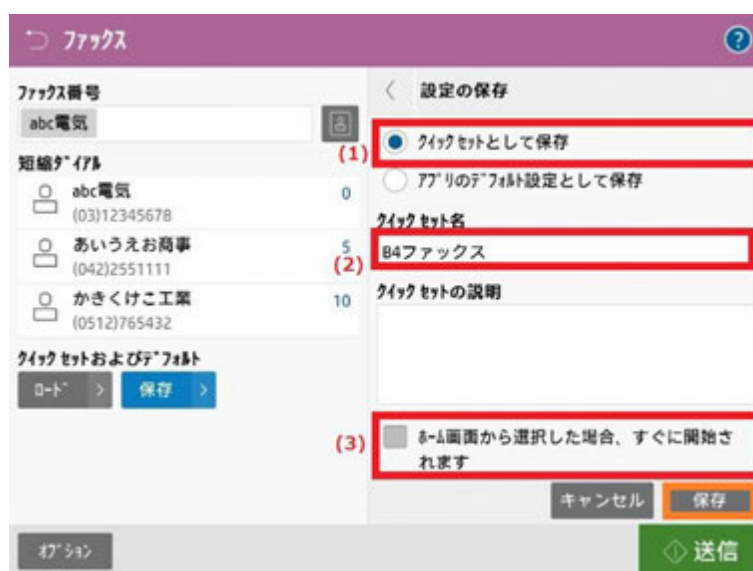 ﾌｧｯｸｽ
?
ﾌｧｯｸｽ番号
abc電気
短縮ﾀﾞｲｱﾙ
abc電気 0
(03)12345678
あいうえお商事 5
(042)2551111
かきくけこ工業 10
(0512)765432
ｸｲｯｸ ｾｯﾄおよびﾃﾞﾌｫﾙﾄ
ﾛｰﾄﾞ >
保存 >
< 設定の保存
(1)
ｸｲｯｸ ｾｯﾄとして保存
ｱﾌﾟﾘのﾃﾞﾌｫﾙﾄ設定として保存
ｸｲｯｸ ｾｯﾄ名
(2)
B4ファックス
ｸｲｯｸ ｾｯﾄの説明
(3)
ﾎｰﾑ画面から選択した場合、すぐに開始さ
れます
キャンセル
保存
ｵﾌﾟｼｮﾝ
送信